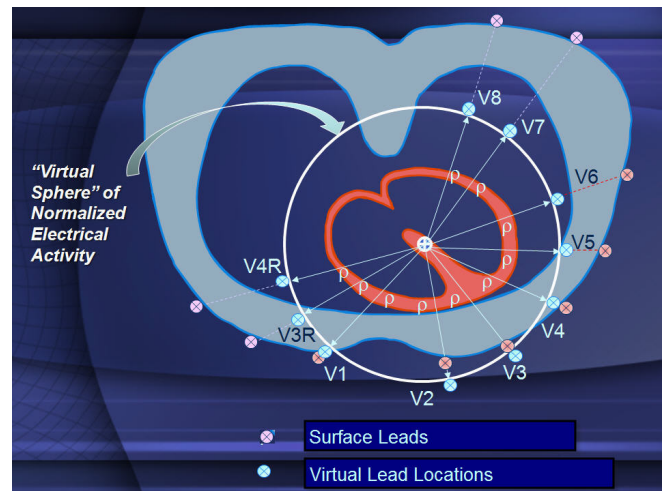 V8
V7
“Virtual
Sphere” of
Normalized
Electrical
Activity
V6
ρ
ρ
ρ
V5
V4R
ρ
ρ
ρ
ρ
ρ
ρ
ρ
V3R
V4
V1
V3
V2
Surface Leads
Virtual Lead Locations